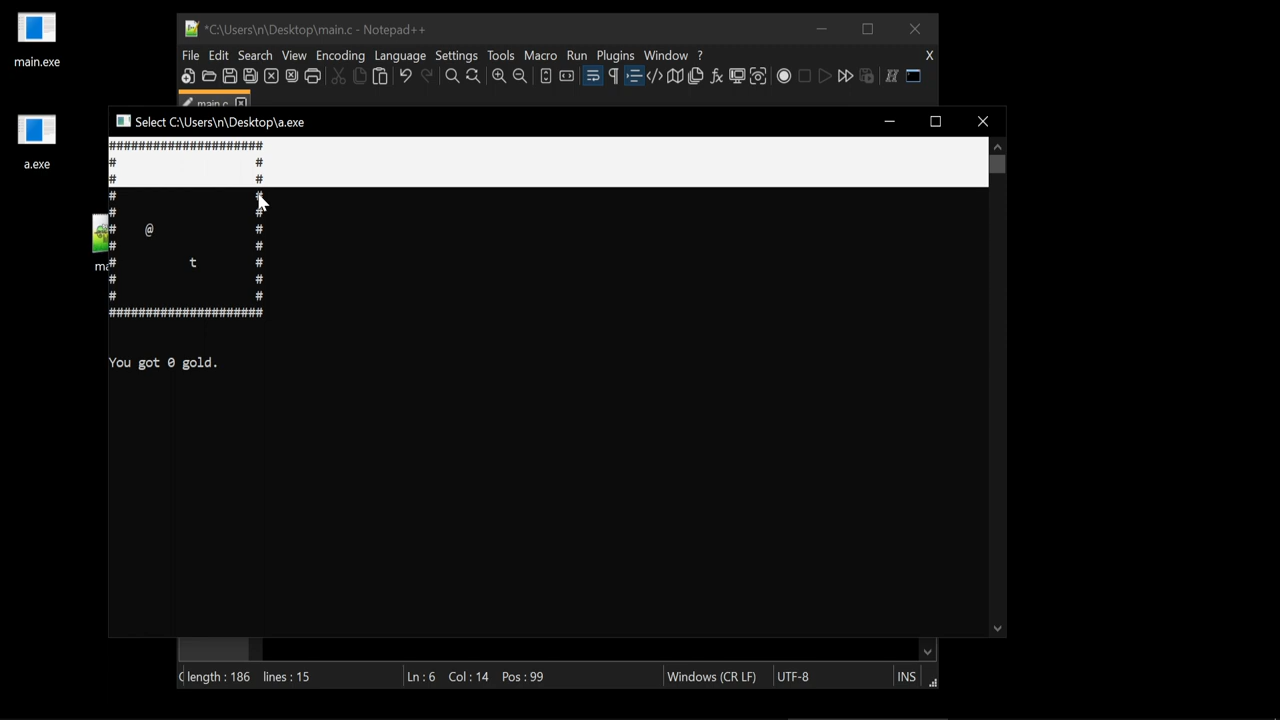 main.exe
a.exe
*C:\Users\n\Desktop\main.c - Notepad++
File Edit Search View Encoding Language Settings Tools Macro Run Plugins Window ? X
main.c
Select C:\Users\n\Desktop\a.exe
#####################
# #
# #
# #
# #
# @ #
# #
# t #
# #
# #
#####################
You got 0 gold.
length : 186 lines : 15 Ln : 6 Col : 14 Pos : 99 Windows (CR LF) UTF-8 INS